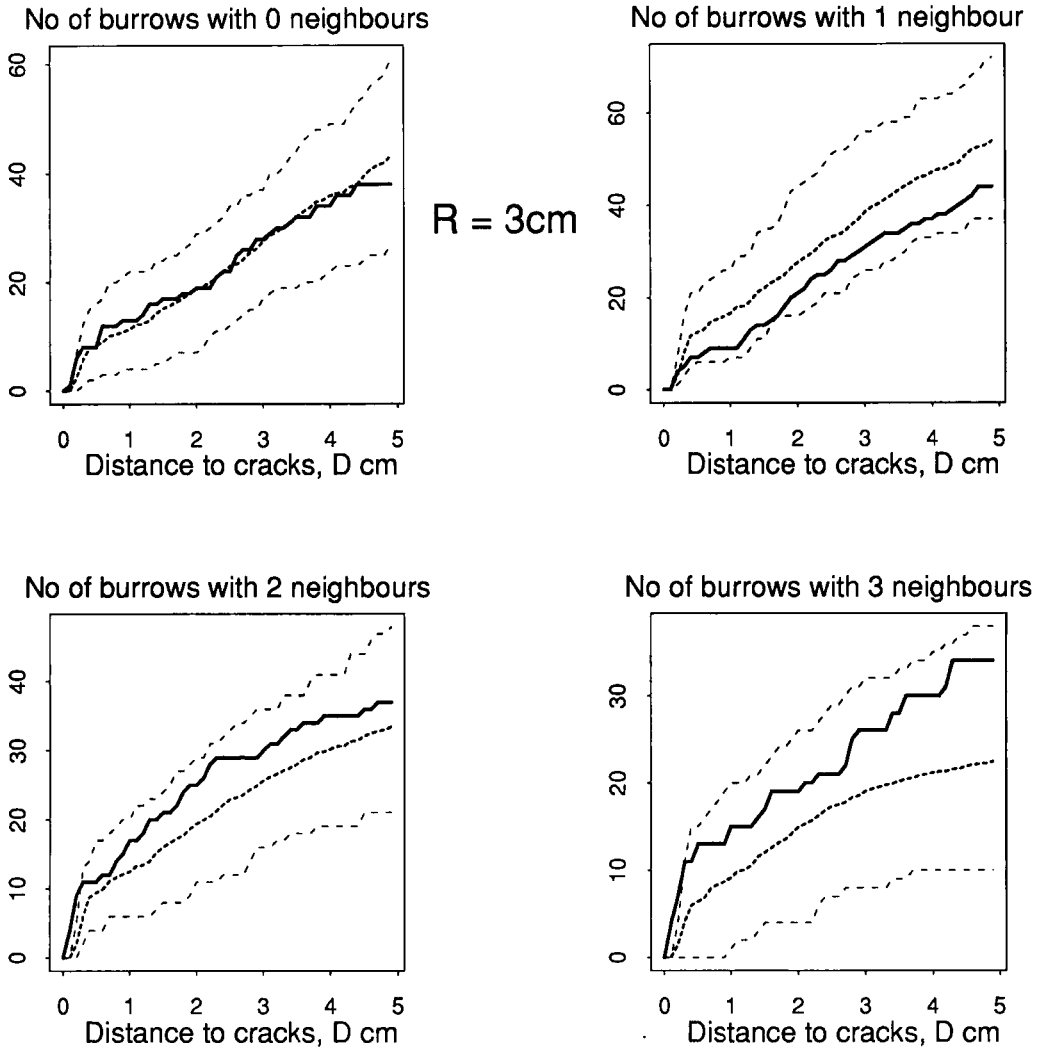 No of burrows with 0 neighbours
60
40
20
0
0 1 2 3 4 5
Distance to cracks, D cm
R = 3cm
No of burrows with 1 neighbour
60
40
20
0
0 1 2 3 4 5
Distance to cracks, D cm
No of burrows with 2 neighbours
40
30
20
10
0
0 1 2 3 4 5
Distance to cracks, D cm
No of burrows with 3 neighbours
30
20
10
0
0 1 2 3 4 5
Distance to cracks, D cm